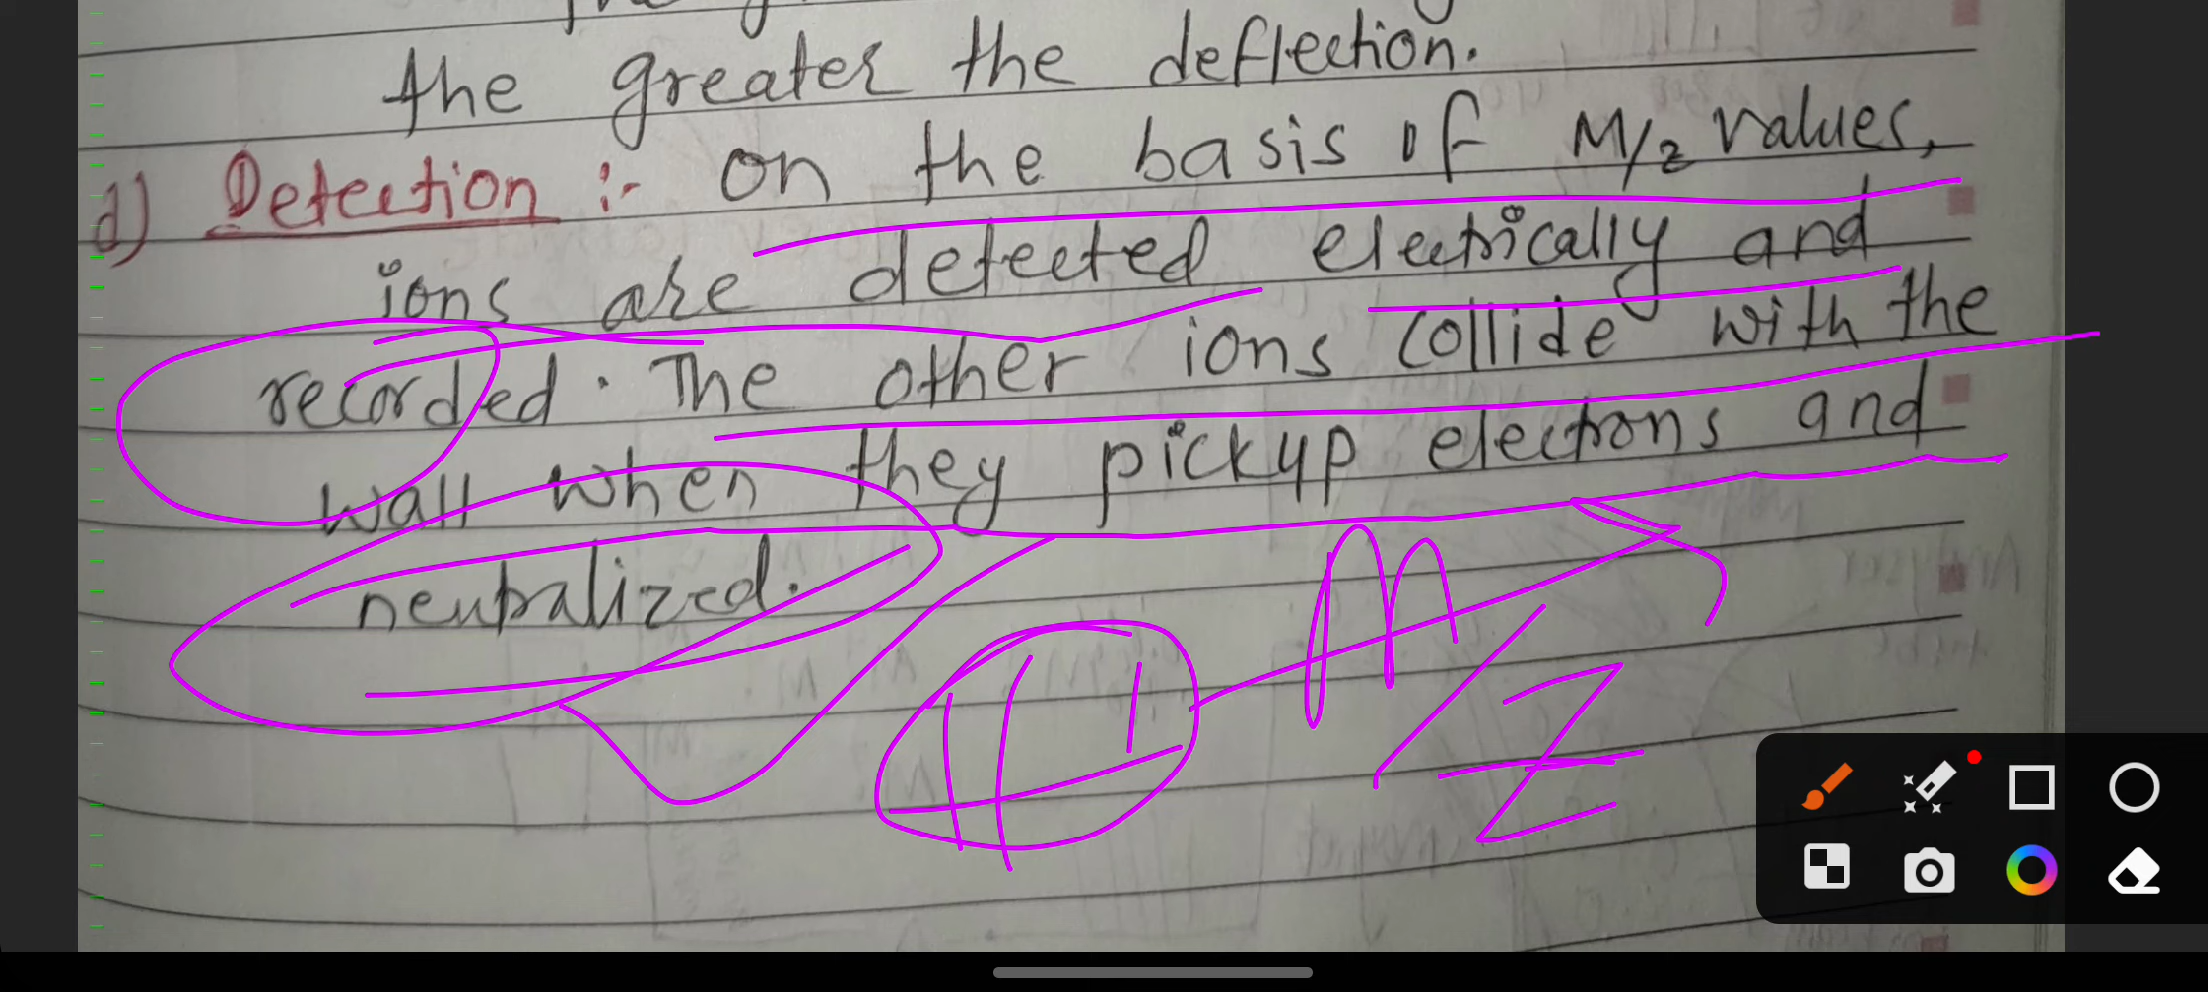 the greater the deflection.
d) Detection :- on the basis of M/z values,
ions are detected electrically and
recorded. The other ions collide with the
wall when they pickup electrons and
neutralized.
M/Z